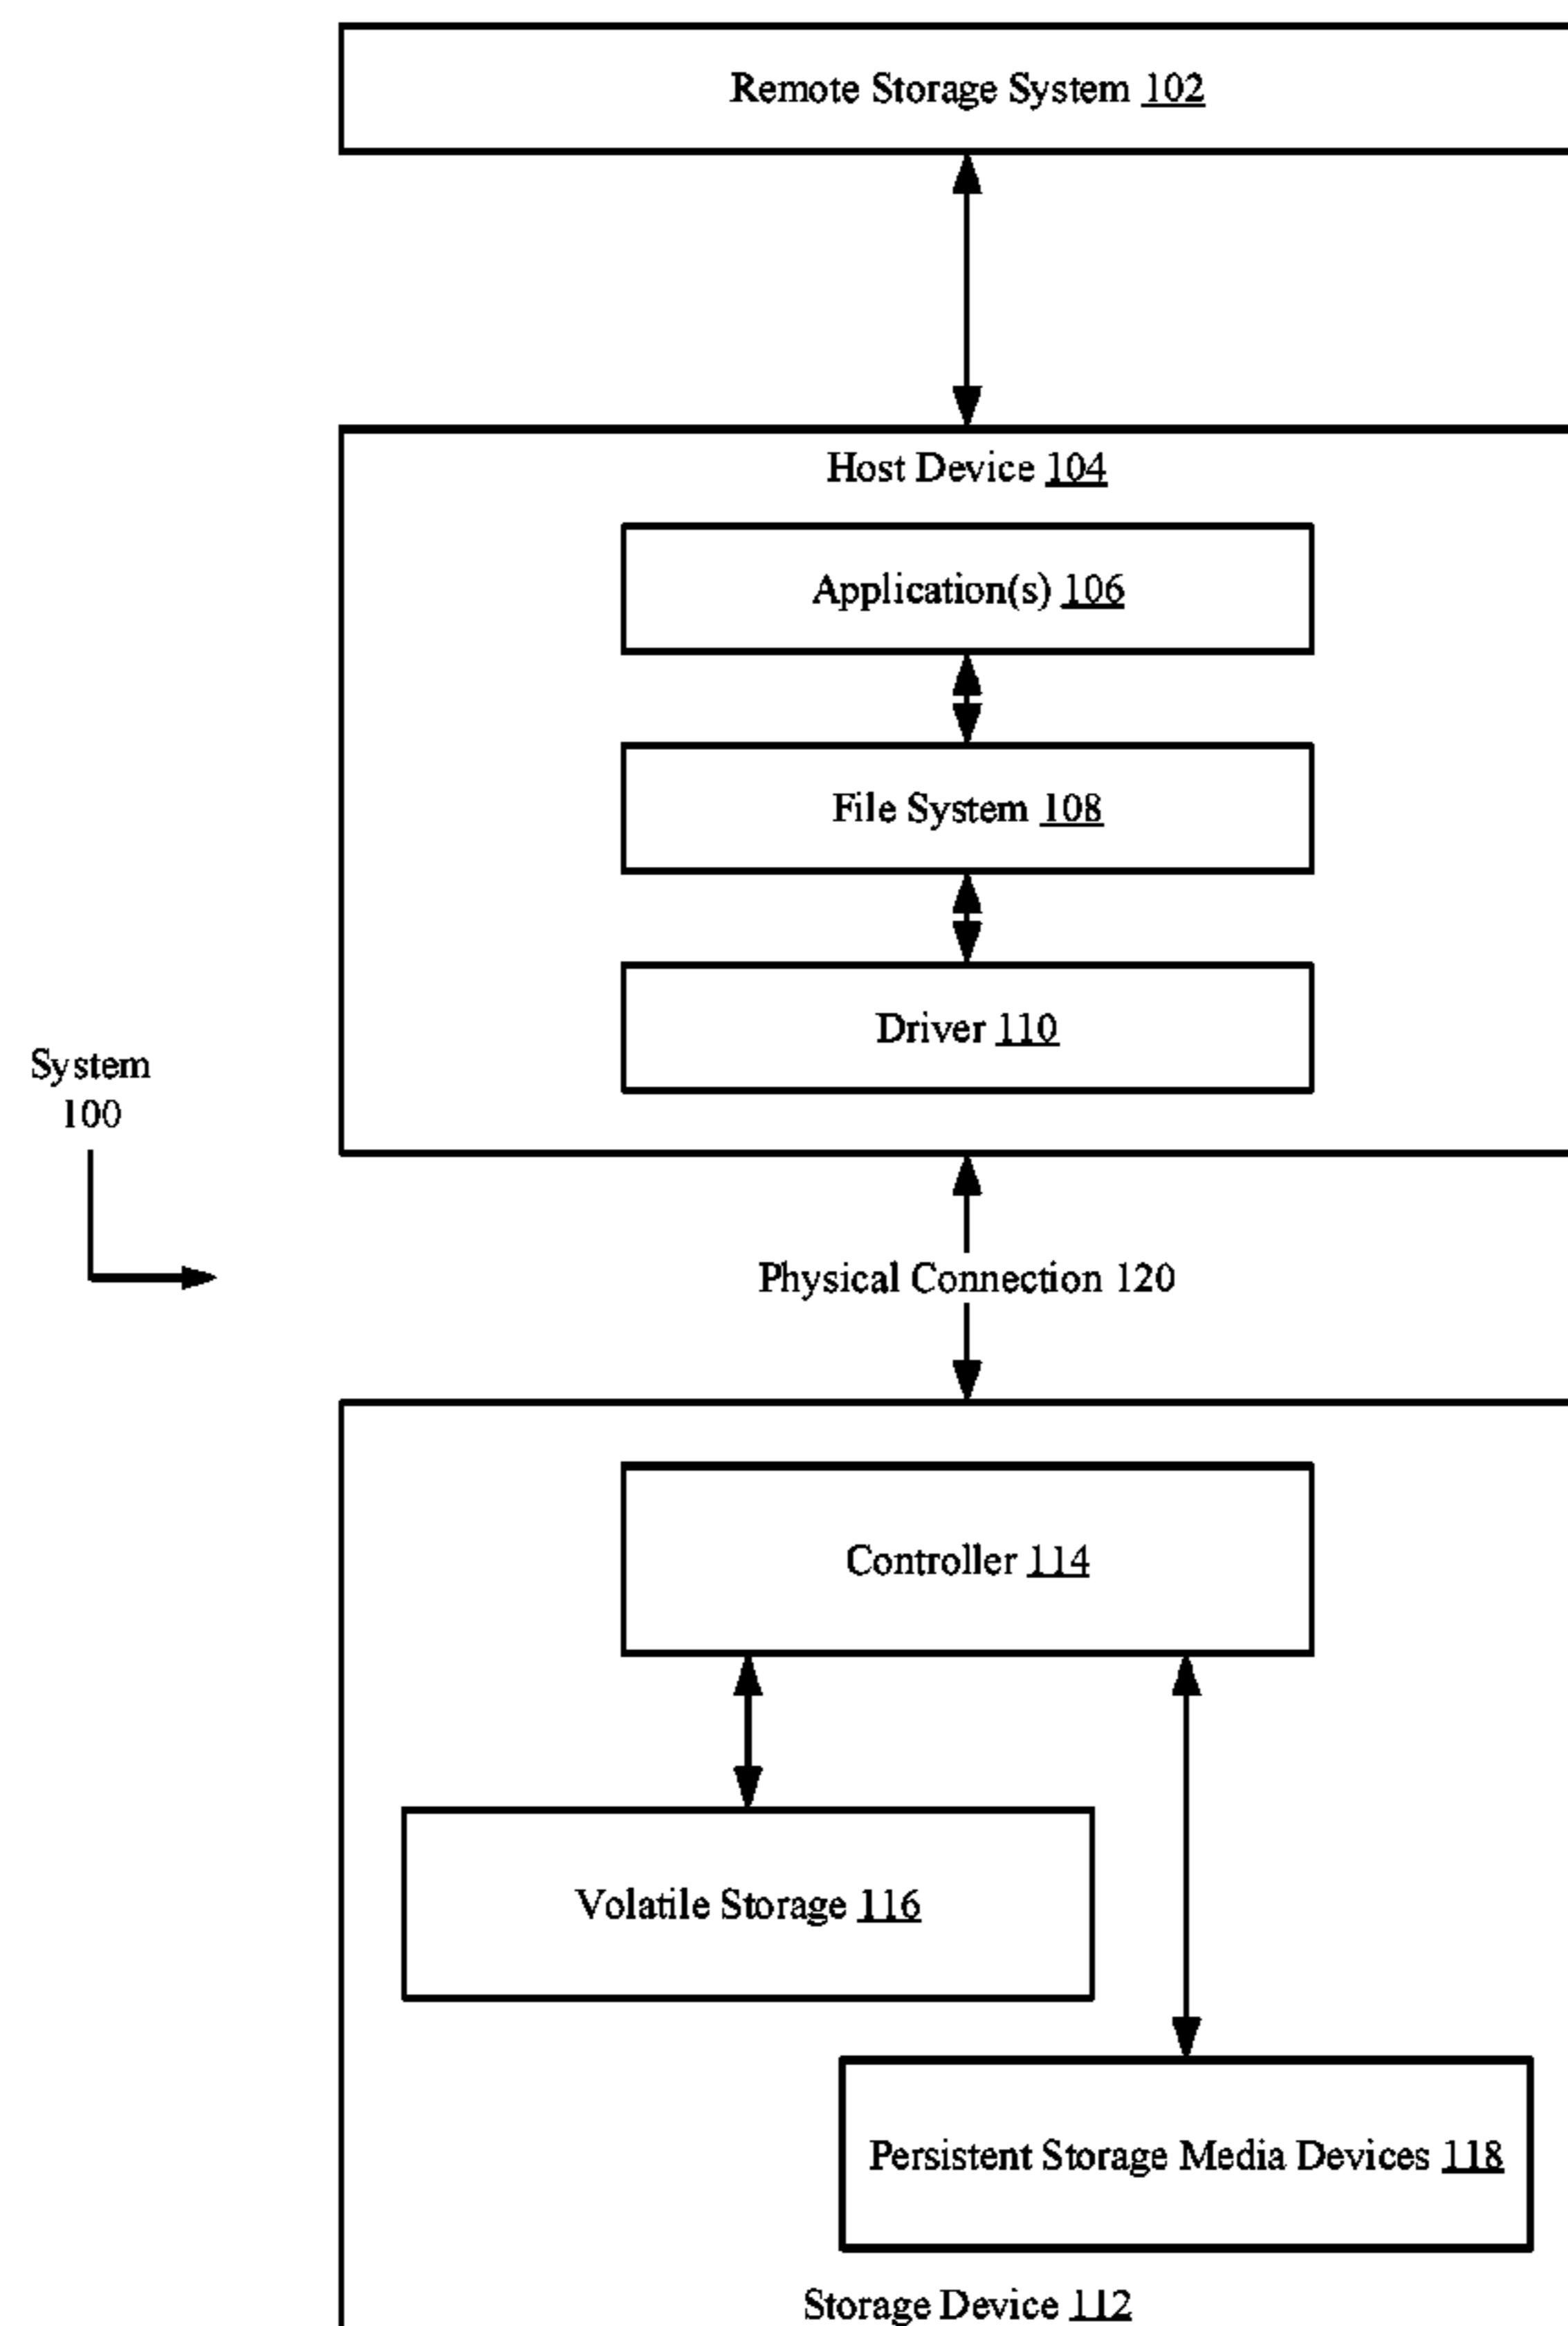 Remote Storage System 102
Host Device 104
Application(s) 106
File System 108
Driver 110
System
100
Physical Connection 120
Controller 114
Volatile Storage 116
Persistent Storage Media Devices 118
Storage Device 112